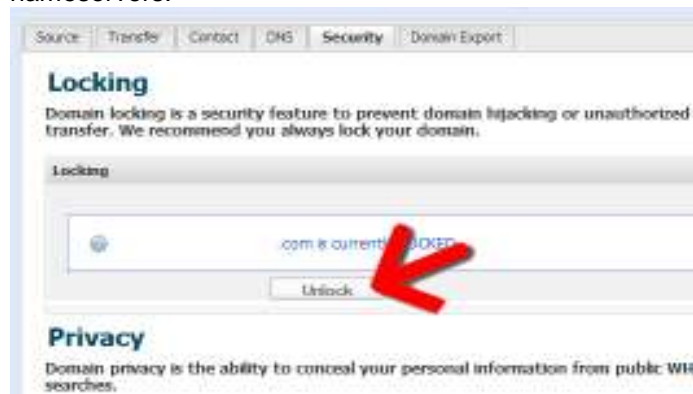 nameservers.
Source Transfer Contact DNS Security Domain Export
Locking
Domain locking is a security feature to prevent domain hijacking or unauthorized
transfer. We recommend you always lock your domain.
Locking
.com is currently LOCKED
Unlock
Privacy
Domain privacy is the ability to conceal your personal information from public WH
searches.